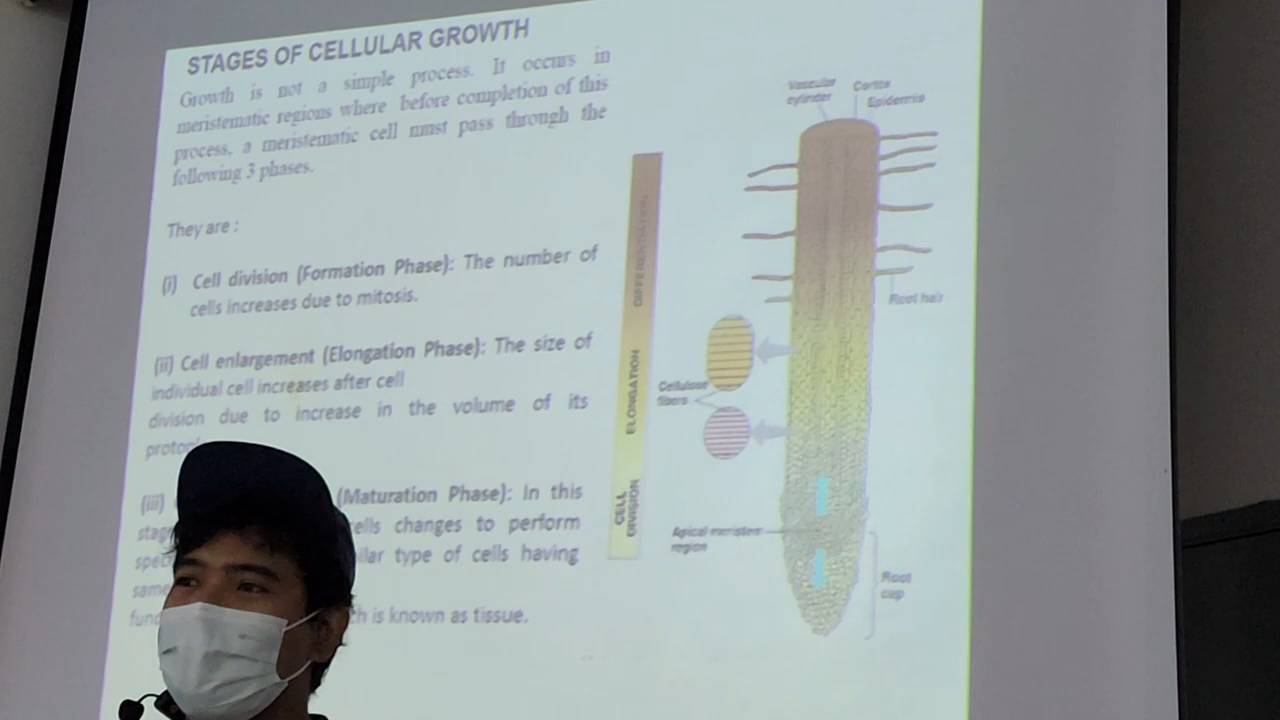 STAGES OF CELLULAR GROWTH
Growth is not a simple process. It occurs in
meristematic regions where before completion of this
process, a meristematic cell must pass through the
following 3 phases.
They are :
(i) Cell division (Formation Phase): The number of
cells increases due to mitosis.
(ii) Cell enlargement (Elongation Phase): The size of
individual cell increases after cell
division due to increase in the volume of its
(iii) (Maturation Phase): In this
changes to perform
type of cells having
same
is known as tissue.
DIFFERENTIATION
ELONGATION
CELL
DIVISION
Vascular
cylinder
Cortex
Epidermis
Root hair
Cellulose
fibers
Apical meristem
region
Root
cap